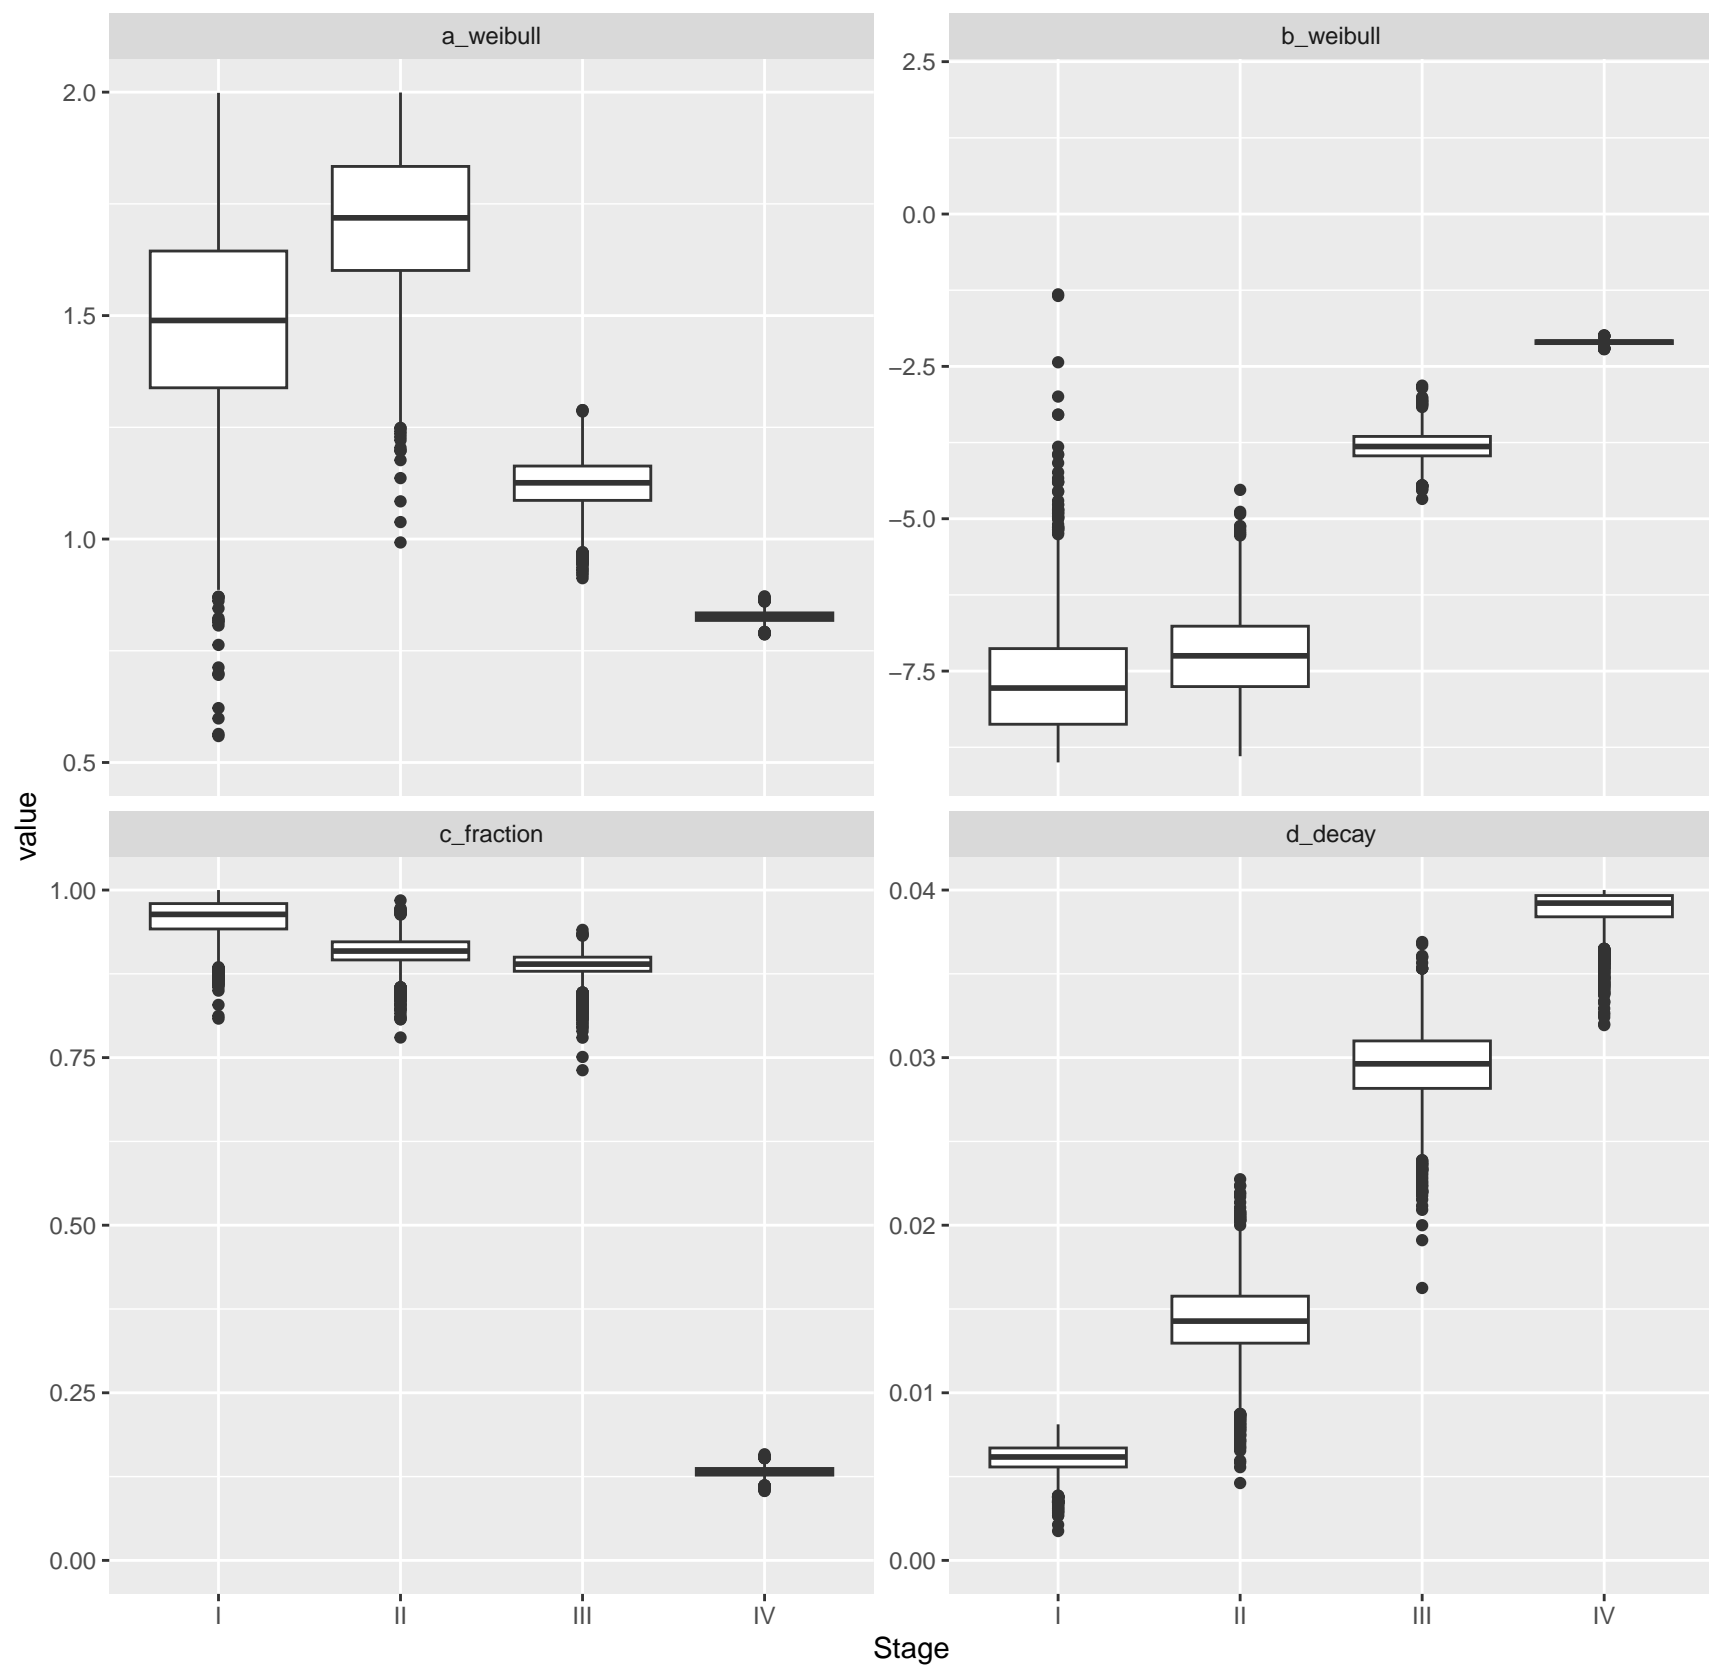 a_weibull
b_weibull
2.0
1.5
1.0
0.5
2.5
0.0
−2.5
−5.0
−7.5
value
c_fraction
d_decay
1.00
0.75
0.50
0.25
0.00
0.04
0.03
0.02
0.01
0.00
I II III IV
I II III IV
Stage